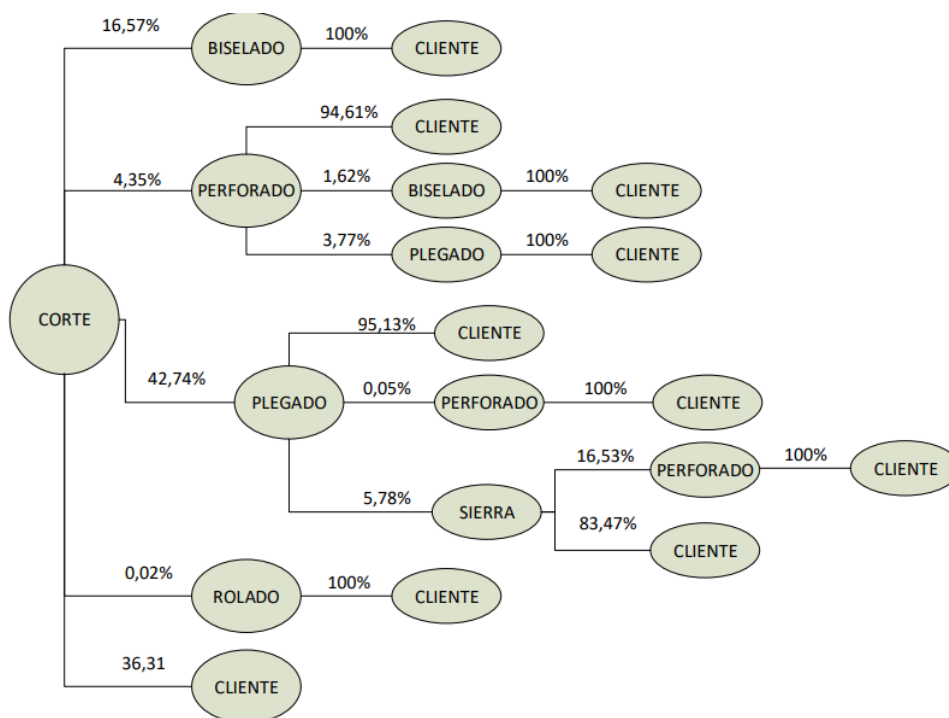 16,57%
BISELADO
100%
CLIENTE
94,61%
CLIENTE
4,35%
PERFORADO
1,62%
BISELADO
100%
CLIENTE
3,77%
PLEGADO
100%
CLIENTE
CORTE
95,13%
CLIENTE
42,74%
PLEGADO
0,05%
PERFORADO
100%
CLIENTE
5,78%
SIERRA
16,53%
PERFORADO
100%
CLIENTE
83,47%
CLIENTE
0,02%
ROLADO
100%
CLIENTE
36,31
CLIENTE